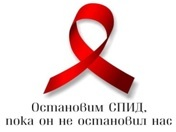 Остановим СПИД,
пока он не остановил нас